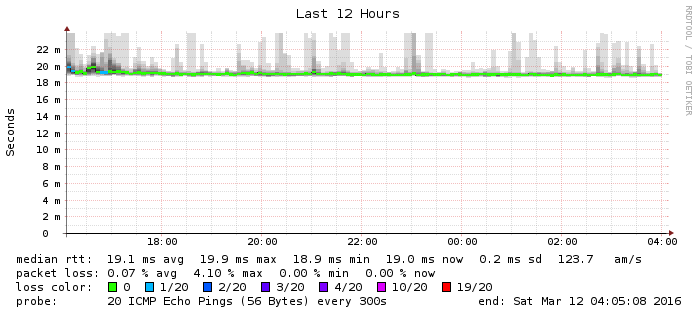 Last 12 Hours
RRDTOOL / TOBI OETIKER
Seconds
22 m
20 m
18 m
16 m
14 m
12 m
10 m
8 m
6 m
4 m
2 m
0
18:00 20:00 22:00 00:00 02:00 04:00
median rtt: 19.1 ms avg 19.9 ms max 18.9 ms min 19.0 ms now 0.2 ms sd 123.7 am/s
packet loss: 0.07 % avg 4.10 % max 0.00 % min 0.00 % now
loss color: 0 1/20 2/20 3/20 4/20 10/20 19/20
probe: 20 ICMP Echo Pings (56 Bytes) every 300s end: Sat Mar 12 04:05:08 2016